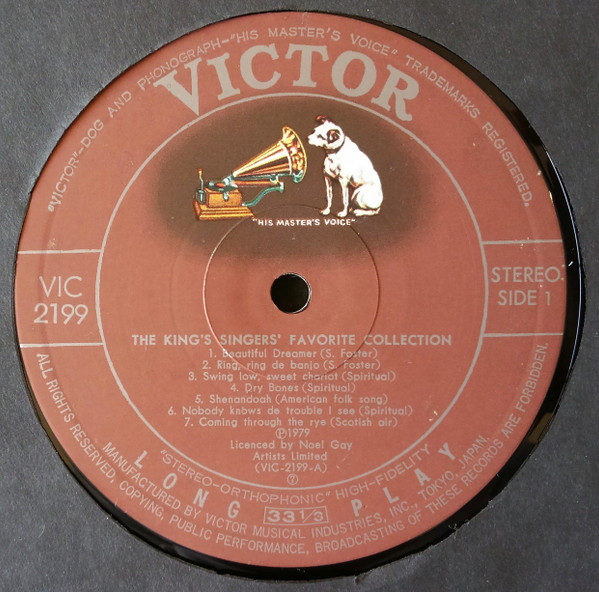 "VICTOR"-DOG AND PHONOGRAPH-"HIS MASTER'S VOICE" TRADEMARKS REGISTERED.
VICTOR
"HIS MASTER'S VOICE"
VIC
2199
STEREO
SIDE 1
THE KING'S SINGERS' FAVORITE COLLECTION
1. Beautiful Dreamer (S. Foster)
2. Ring, ring de banjo (S. Foster)
3. Swing low, sweet chariot (Spiritual)
4. Dry Bones (Spiritual)
5. Shenandoah (American folk song)
6. Nobody knows de trouble I see (Spiritual)
7. Coming through the rye (Scotish air)
Ⓟ1979
Licenced by Noel Gay
Artists Limited
(VIC-2199-A)
②
"STEREO-ORTHOPHONIC" HIGH-FIDELITY
LONG PLAY
33 1/3
MANUFACTURED BY VICTOR MUSICAL INDUSTRIES, INC., TOKYO, JAPAN.
ALL RIGHTS RESERVED, COPYING, PUBLIC PERFORMANCE, BROADCASTING OF THESE RECORDS ARE FORBIDDEN.